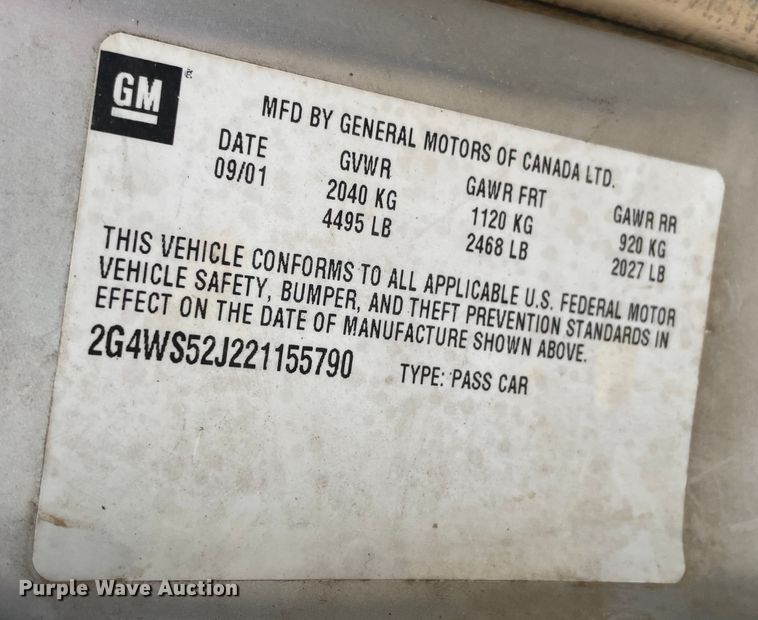 GM
MFD BY GENERAL MOTORS OF CANADA LTD.
DATE GVWR GAWR FRT GAWR RR
09/01 2040 KG 1120 KG 920 KG
4495 LB 2468 LB 2027 LB
THIS VEHICLE CONFORMS TO ALL APPLICABLE U.S. FEDERAL MOTOR
VEHICLE SAFETY, BUMPER, AND THEFT PREVENTION STANDARDS IN
EFFECT ON THE DATE OF MANUFACTURE SHOWN ABOVE.
2G4WS52J221155790 TYPE: PASS CAR
Purple Wave Auction